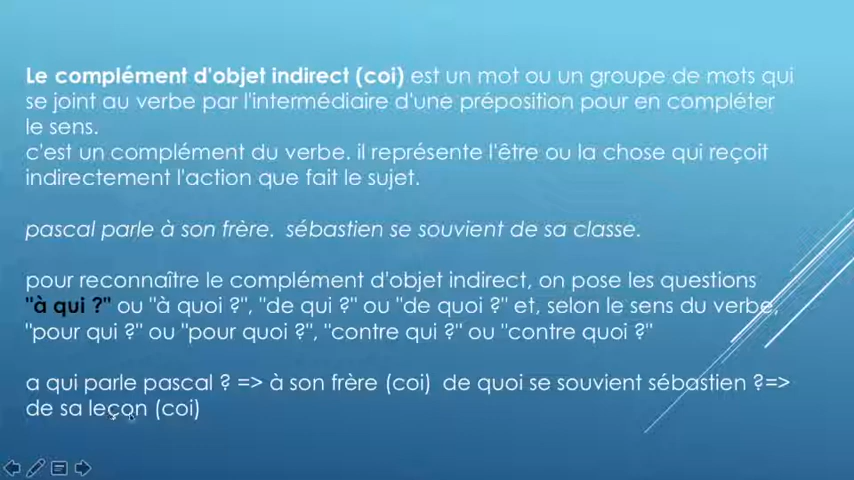 Le complément d'objet indirect (coi) est un mot ou un groupe de mots qui
se joint au verbe par l'intermédiaire d'une préposition pour en compléter
le sens.
c'est un complément du verbe. il représente l'être ou la chose qui reçoit
indirectement l'action que fait le sujet.
pascal parle à son frère. sébastien se souvient de sa classe.
pour reconnaître le complément d'objet indirect, on pose les questions
"à qui ?" ou "à quoi ?", "de qui ?" ou "de quoi ?" et, selon le sens du verbe,
"pour qui ?" ou "pour quoi ?", "contre qui ?" ou "contre quoi ?"
a qui parle pascal ? => à son frère (coi) de quoi se souvient sébastien ?=>
de sa leçon (coi)